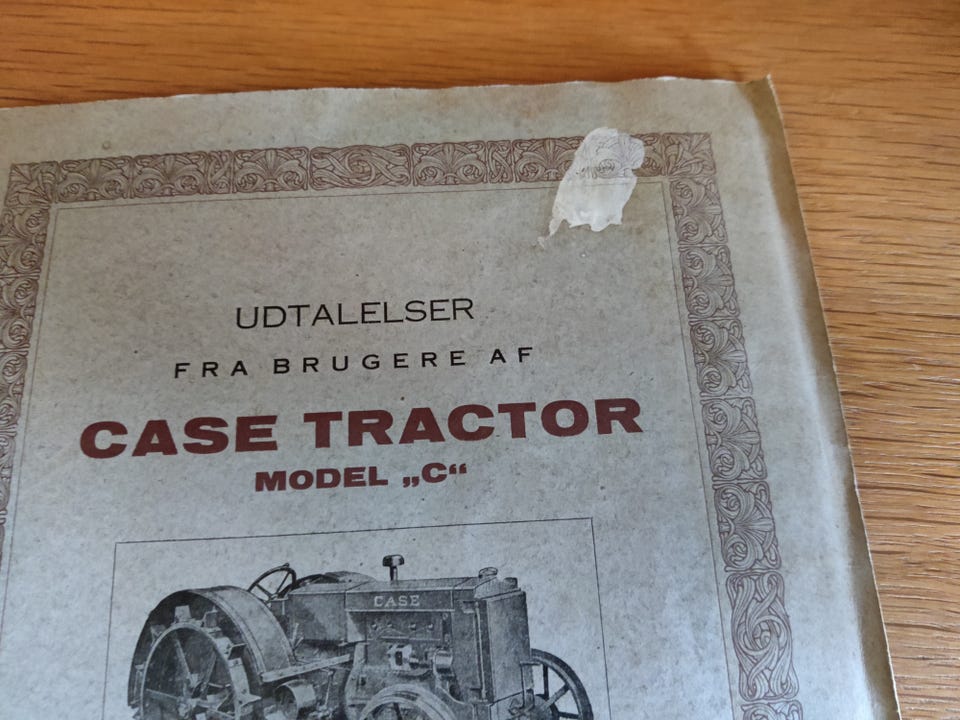 UDTALELSER
FRA BRUGERE AF
CASE TRACTOR
MODEL „C“
CASE